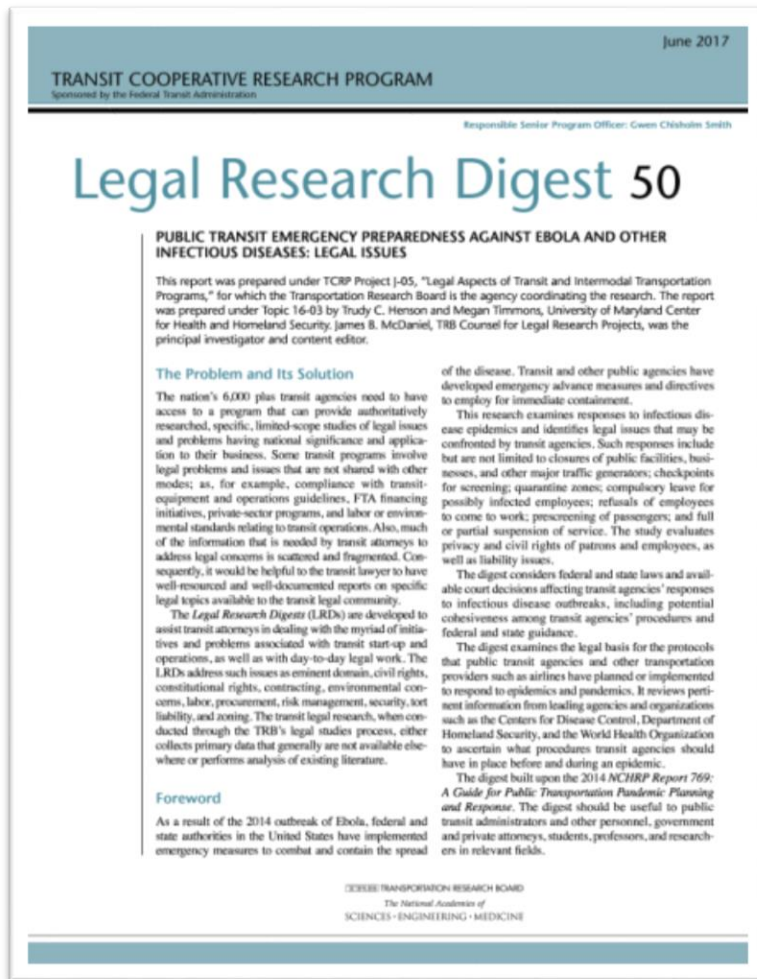 June 2017
TRANSIT COOPERATIVE RESEARCH PROGRAM
Sponsored by the Federal Transit Administration
Responsible Senior Program Officer: Gwen Chisholm Smith
Legal Research Digest 50
PUBLIC TRANSIT EMERGENCY PREPAREDNESS AGAINST EBOLA AND OTHER
INFECTIOUS DISEASES: LEGAL ISSUES
This report was prepared under TCRP Project J-05, "Legal Aspects of Transit and Intermodal Transportation
Programs," for which the Transportation Research Board is the agency coordinating the research. The report
was prepared under Topic 16-03 by Trudy C. Henson and Megan Timmons, University of Maryland Center
for Health and Homeland Security. James B. McDaniel, TRB Counsel for Legal Research Projects, was the
principal investigator and content editor.
The Problem and Its Solution
The nation's 6,000 plus transit agencies need to have
access to a program that can provide authoritatively
researched, specific, limited-scope studies of legal issues
and problems having national significance and applica-
tion to their business. Some transit programs involve
legal problems and issues that are not shared with other
modes; as, for example, compliance with transit-
equipment and operations guidelines, FTA financing
initiatives, private-sector programs, and labor or environ-
mental standards relating to transit operations. Also, much
of the information that is needed by transit attorneys to
address legal concerns is scattered and fragmented. Con-
sequently, it would be helpful to the transit lawyer to have
well-resourced and well-documented reports on specific
legal topics available to the transit legal community.
The Legal Research Digests (LRDs) are developed to
assist transit attorneys in dealing with the myriad of initia-
tives and problems associated with transit start-up and
operations, as well as with day-to-day legal work. The
LRDs address such issues as eminent domain, civil rights,
constitutional rights, contracting, environmental con-
cerns, labor, procurement, risk management, security, tort
liability, and zoning. The transit legal research, when con-
ducted through the TRB's legal studies process, either
collects primary data that generally are not available else-
where or performs analysis of existing literature.
Foreword
As a result of the 2014 outbreak of Ebola, federal and
state authorities in the United States have implemented
emergency measures to combat and contain the spread
of the disease. Transit and other public agencies have
developed emergency advance measures and directives
to employ for immediate containment.
This research examines responses to infectious dis-
ease epidemics and identifies legal issues that may be
confronted by transit agencies. Such responses include
but are not limited to closures of public facilities, busi-
nesses, and other major traffic generators; checkpoints
for screening; quarantine zones; compulsory leave for
possibly infected employees; refusals of employees
to come to work; prescreening of passengers; and full
or partial suspension of service. The study evaluates
privacy and civil rights of patrons and employees, as
well as liability issues.
The digest considers federal and state laws and avail-
able court decisions affecting transit agencies' responses
to infectious disease outbreaks, including potential
cohesiveness among transit agencies' procedures and
federal and state guidance.
The digest examines the legal basis for the protocols
that public transit agencies and other transportation
providers such as airlines have planned or implemented
to respond to epidemics and pandemics. It reviews perti-
nent information from leading agencies and organizations
such as the Centers for Disease Control, Department of
Homeland Security, and the World Health Organization
to ascertain what procedures transit agencies should
have in place before and during an epidemic.
The digest built upon the 2014 NCHRP Report 769:
A Guide for Public Transportation Pandemic Planning
and Response. The digest should be useful to public
transit administrators and other personnel, government
and private attorneys, students, professors, and research-
ers in relevant fields.
TRANSPORTATION RESEARCH BOARD
The National Academies of
SCIENCES • ENGINEERING • MEDICINE